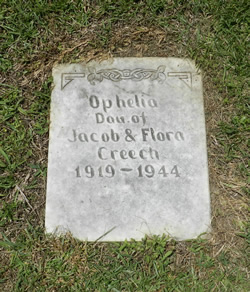 Ophelia
Dau. of
Jacob & Flora
Creech
1919-1944